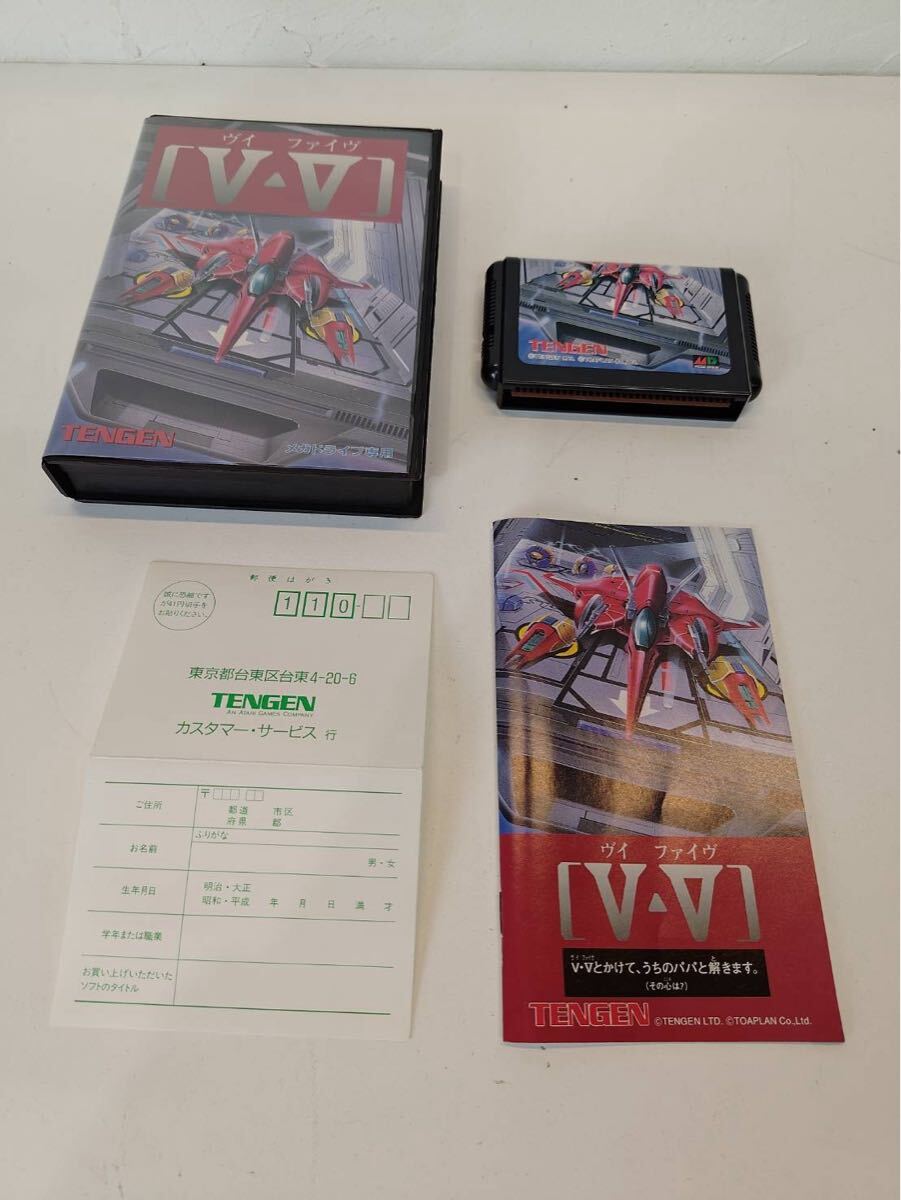 ヴイ ファイヴ
[V・V]
TENGEN
メガドライブ専用
TENGEN
郵便はがき
誠に恐縮です
が41円切手を
お貼りください。
110-
東京都台東区台東4-20-6
TENGEN
AN ATARI GAMES COMPANY
カスタマー・サービス 行
ご住所
〒
都道 市区
府県 郡
お名前
ふりがな
男・女
生年月日
明治・大正
昭和・平成 年 月 日 満 才
学年または職業
お買い上げいただいた
ソフトのタイトル
ヴイ ファイヴ
[V・V]
V・Vとかけて、うちのパパと解きます。
(その心は?)
TENGEN ©TENGEN LTD. ©TOAPLAN Co.,Ltd.